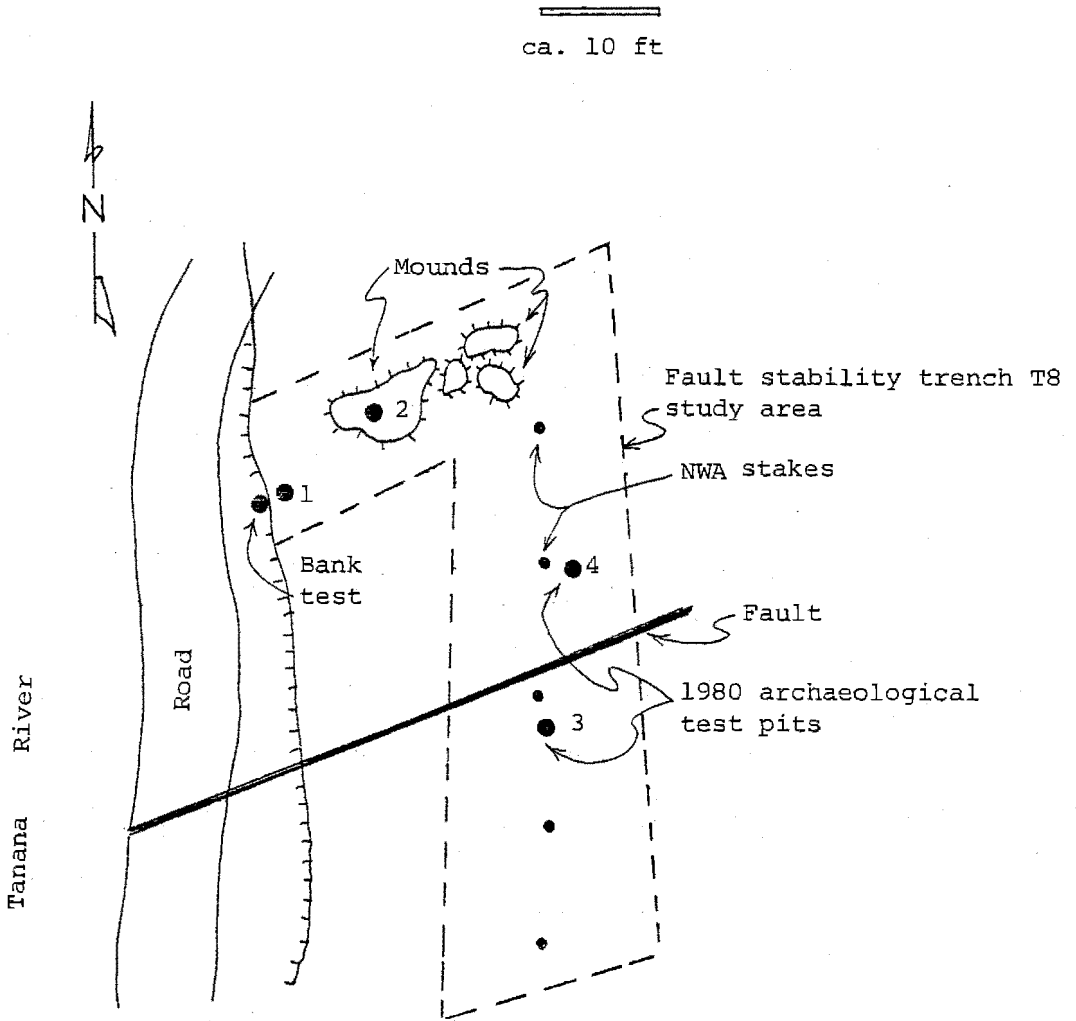 ca. 10 ft
N
Mounds
Fault stability trench T8
study area
2
NWA stakes
1
Bank
test
4
Fault
Road
1980 archaeological
test pits
3
Tanana River